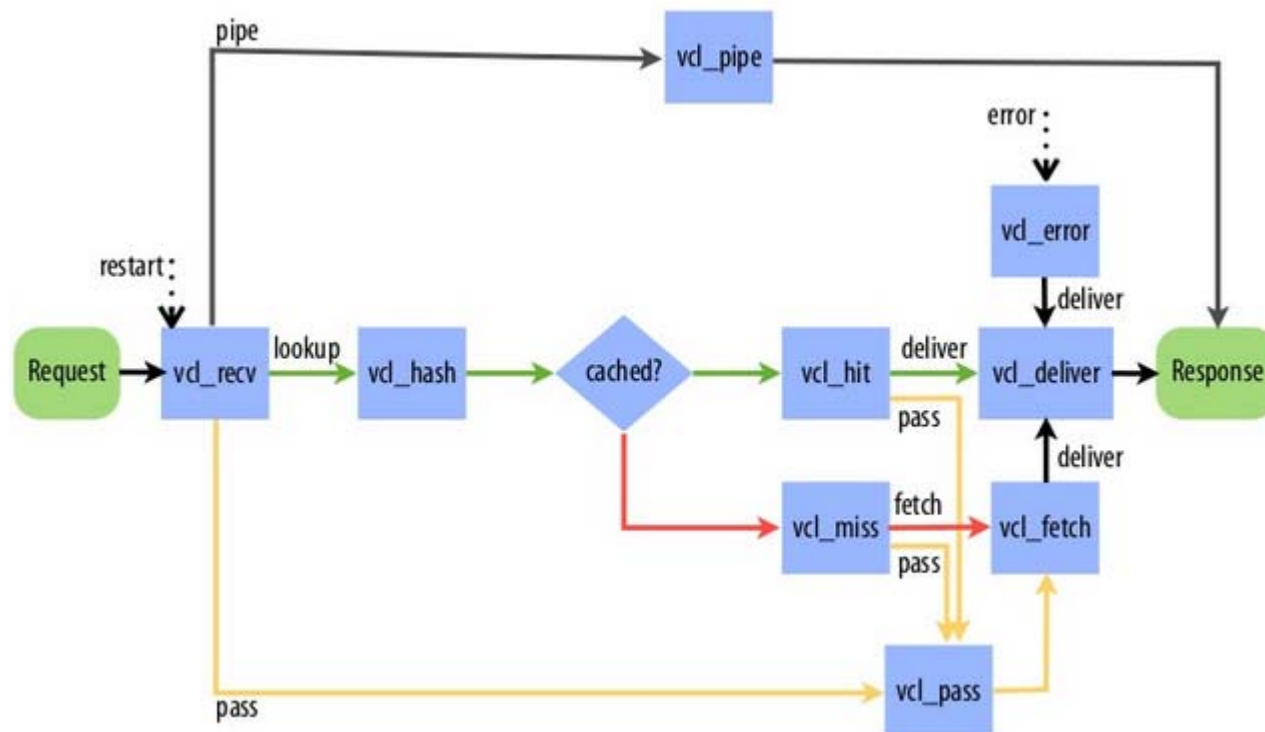 pipe
vcl_pipe
error
vcl_error
restart
deliver
Request
vcl_recv
lookup
vcl_hash
cached?
vcl_hit
deliver
vcl_deliver
Response
pass
deliver
vcl_miss
fetch
vcl_fetch
pass
pass
vcl_pass